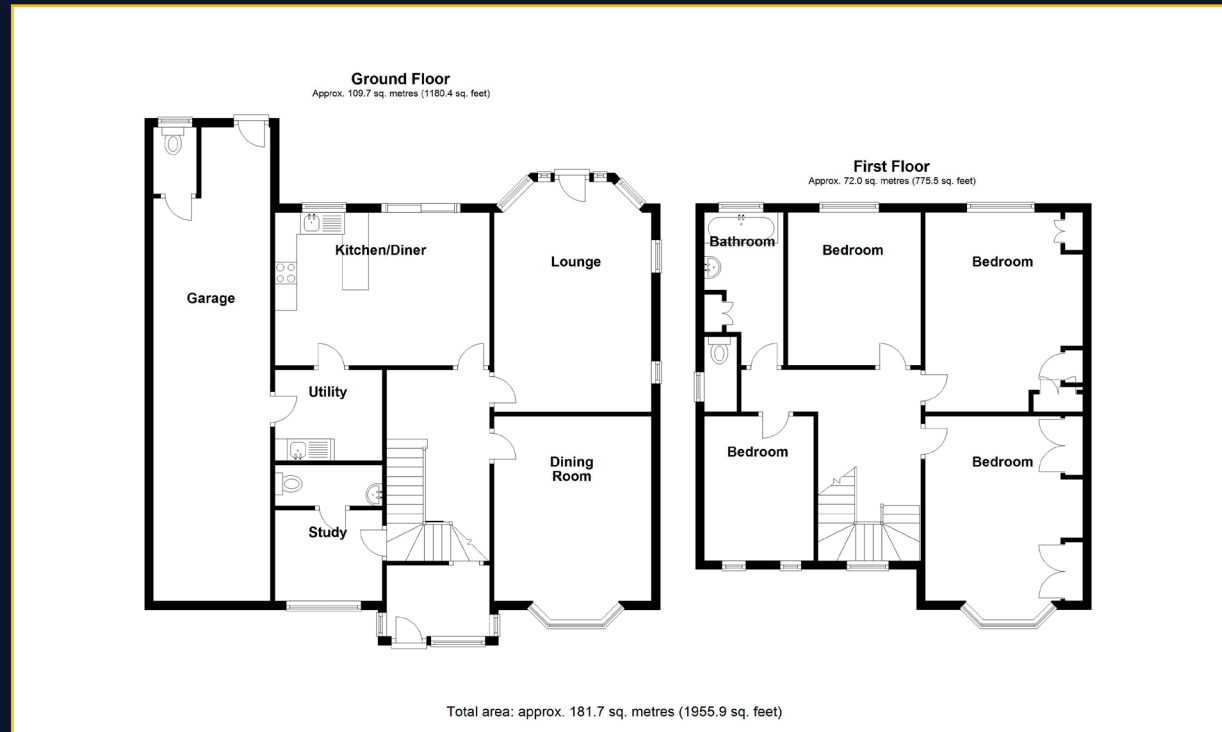 Ground Floor
Approx. 109.7 sq. metres (1180.4 sq. feet)
Kitchen/Diner
Lounge
Garage
Utility
Dining
Room
Study
First Floor
Approx. 72.0 sq. metres (775.5 sq. feet)
Bathroom
Bedroom
Bedroom
Bedroom
Bedroom
Total area: approx. 181.7 sq. metres (1955.9 sq. feet)